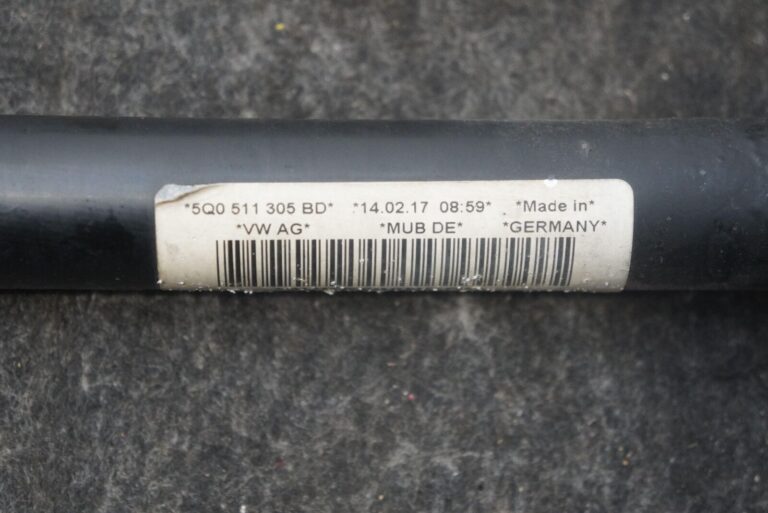 *5Q0 511 305 BD* *14.02.17 08:59* *Made in*
*VW AG* *MUB DE* *GERMANY*